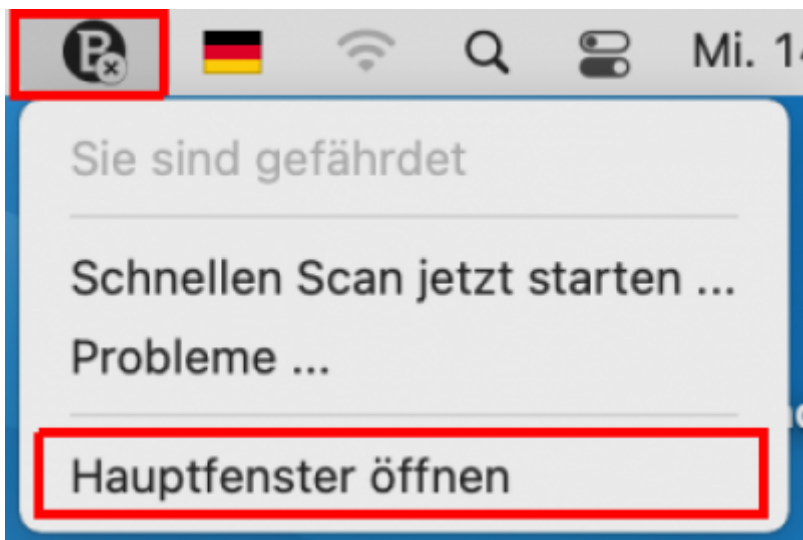 Mi. 14
Sie sind gefährdet
Schnellen Scan jetzt starten ...
Probleme ...
Hauptfenster öffnen